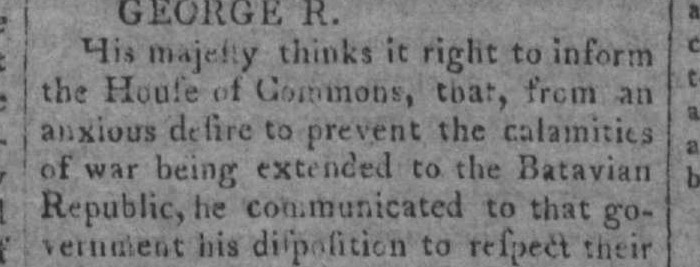 GEORGE R.
His majeſty thinks it right to inform
the Houſe of Commons, that, from an
anxious deſire to prevent the calamities
of war being extended to the Batavian
Republic, he communicated to that go-
vernment his diſpoſition to reſpect their